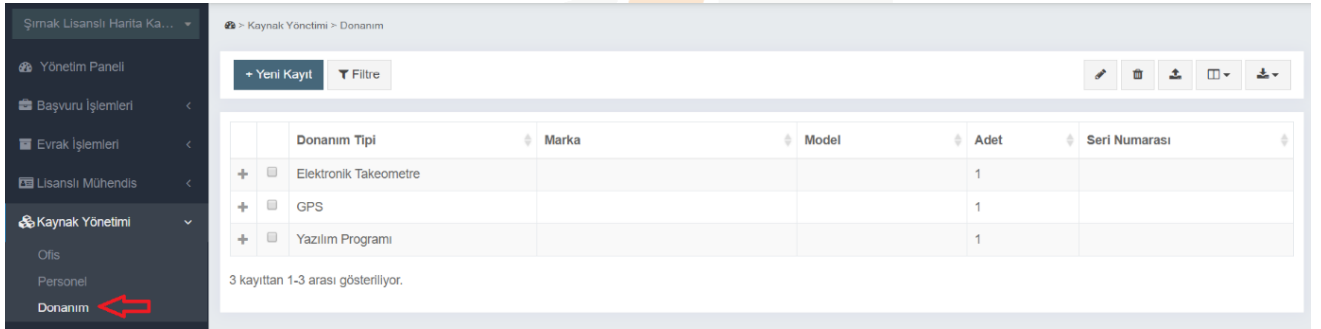 Şırnak Lisanslı Harita Ka...
> Kaynak Yönetimi > Donanım
Yönetim Paneli
Başvuru İşlemleri
Evrak İşlemleri
Lisanslı Mühendis
Kaynak Yönetimi
Ofis
Personel
Donanım
+ Yeni Kayıt Filtre
Donanım Tipi Marka Model Adet Seri Numarası
Elektronik Takeometre 1
GPS 1
Yazılım Programı 1
3 kayıttan 1-3 arası gösteriliyor.